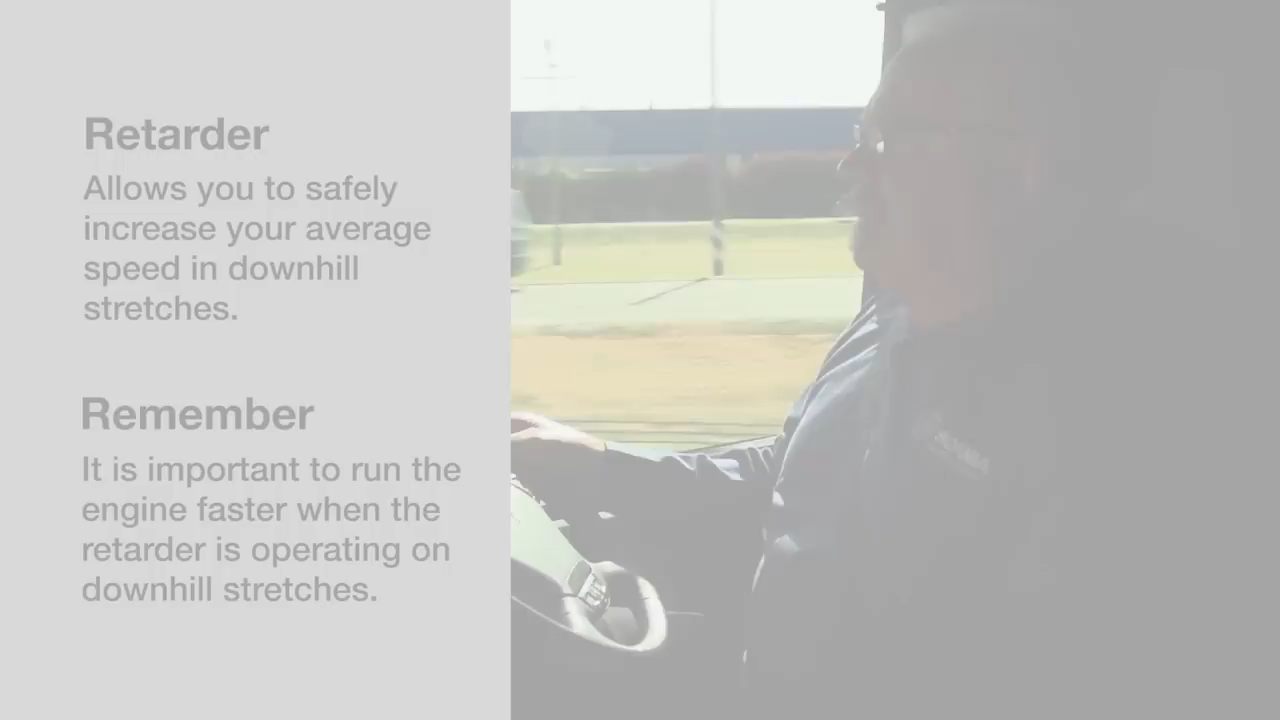 Retarder
Allows you to safely
increase your average
speed in downhill
stretches.
Remember
It is important to run the
engine faster when the
retarder is operating on
downhill stretches.